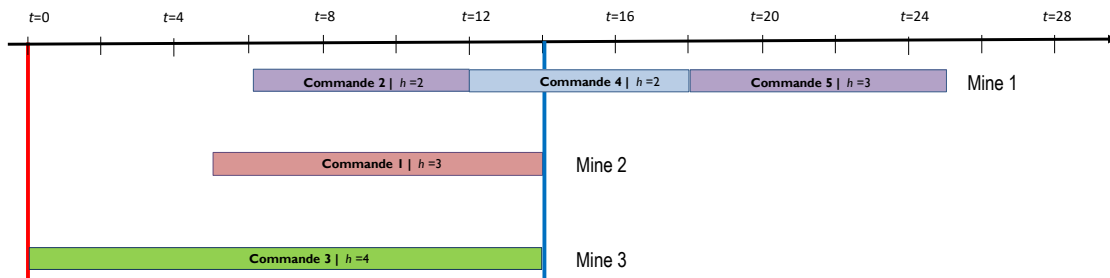 t=0 t=4 t=8 t=12 t=16 t=20 t=24 t=28
Commande 2 | h =2 Commande 4 | h =2 Commande 5 | h =3 Mine 1
Commande 1 | h =3 Mine 2
Commande 3 | h =4 Mine 3